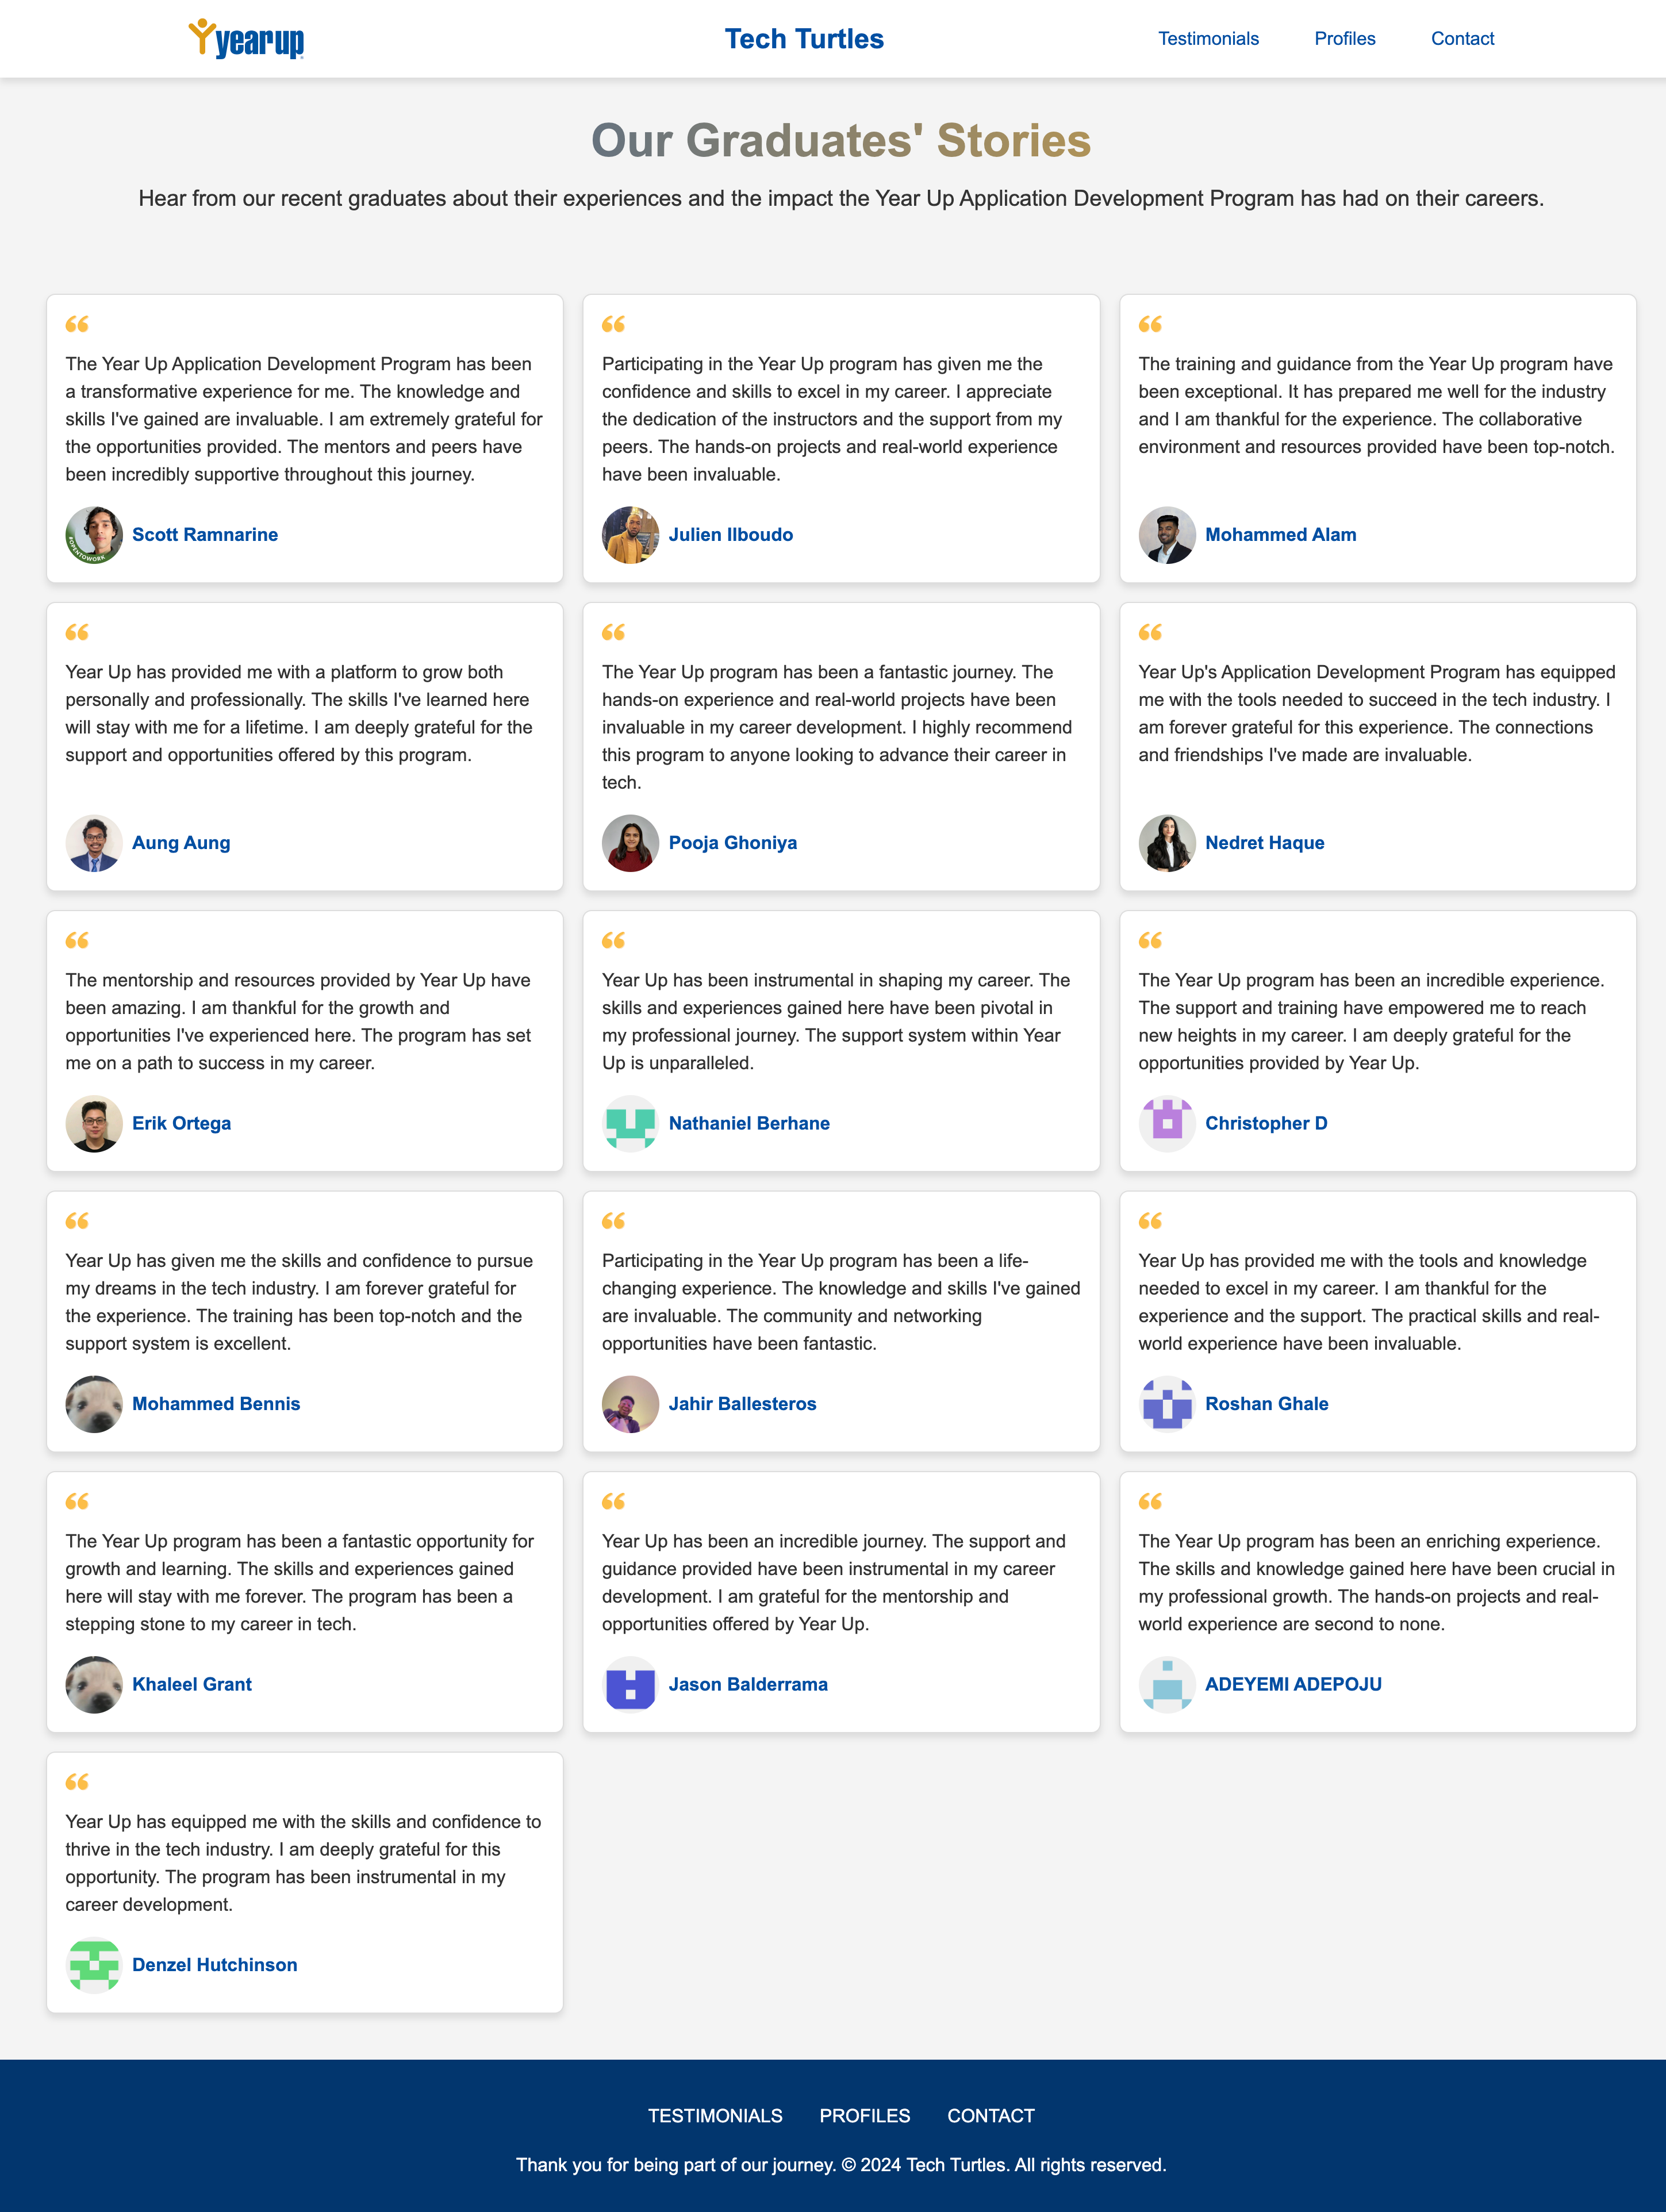 yearup
Tech Turtles
Testimonials
Profiles
Contact
Our Graduates' Stories
Hear from our recent graduates about their experiences and the impact the Year Up Application Development Program has had on their careers.
The Year Up Application Development Program has been
a transformative experience for me. The knowledge and
skills I've gained are invaluable. I am extremely grateful for
the opportunities provided. The mentors and peers have
been incredibly supportive throughout this journey.
#OPENTOWORK
Scott Ramnarine
Participating in the Year Up program has given me the
confidence and skills to excel in my career. I appreciate
the dedication of the instructors and the support from my
peers. The hands-on projects and real-world experience
have been invaluable.
Julien Ilboudo
The training and guidance from the Year Up program have
been exceptional. It has prepared me well for the industry
and I am thankful for the experience. The collaborative
environment and resources provided have been top-notch.
Mohammed Alam
Year Up has provided me with a platform to grow both
personally and professionally. The skills I've learned here
will stay with me for a lifetime. I am deeply grateful for the
support and opportunities offered by this program.
Aung Aung
The Year Up program has been a fantastic journey. The
hands-on experience and real-world projects have been
invaluable in my career development. I highly recommend
this program to anyone looking to advance their career in
tech.
Pooja Ghoniya
Year Up's Application Development Program has equipped
me with the tools needed to succeed in the tech industry. I
am forever grateful for this experience. The connections
and friendships I've made are invaluable.
Nedret Haque
The mentorship and resources provided by Year Up have
been amazing. I am thankful for the growth and
opportunities I've experienced here. The program has set
me on a path to success in my career.
Erik Ortega
Year Up has been instrumental in shaping my career. The
skills and experiences gained here have been pivotal in
my professional journey. The support system within Year
Up is unparalleled.
Nathaniel Berhane
The Year Up program has been an incredible experience.
The support and training have empowered me to reach
new heights in my career. I am deeply grateful for the
opportunities provided by Year Up.
Christopher D
Year Up has given me the skills and confidence to pursue
my dreams in the tech industry. I am forever grateful for
the experience. The training has been top-notch and the
support system is excellent.
Mohammed Bennis
Participating in the Year Up program has been a life-
changing experience. The knowledge and skills I've gained
are invaluable. The community and networking
opportunities have been fantastic.
Jahir Ballesteros
Year Up has provided me with the tools and knowledge
needed to excel in my career. I am thankful for the
experience and the support. The practical skills and real-
world experience have been invaluable.
Roshan Ghale
The Year Up program has been a fantastic opportunity for
growth and learning. The skills and experiences gained
here will stay with me forever. The program has been a
stepping stone to my career in tech.
Khaleel Grant
Year Up has been an incredible journey. The support and
guidance provided have been instrumental in my career
development. I am grateful for the mentorship and
opportunities offered by Year Up.
Jason Balderrama
The Year Up program has been an enriching experience.
The skills and knowledge gained here have been crucial in
my professional growth. The hands-on projects and real-
world experience are second to none.
ADEYEMI ADEPOJU
Year Up has equipped me with the skills and confidence to
thrive in the tech industry. I am deeply grateful for this
opportunity. The program has been instrumental in my
career development.
Denzel Hutchinson
TESTIMONIALS
PROFILES
CONTACT
Thank you for being part of our journey. © 2024 Tech Turtles. All rights reserved.